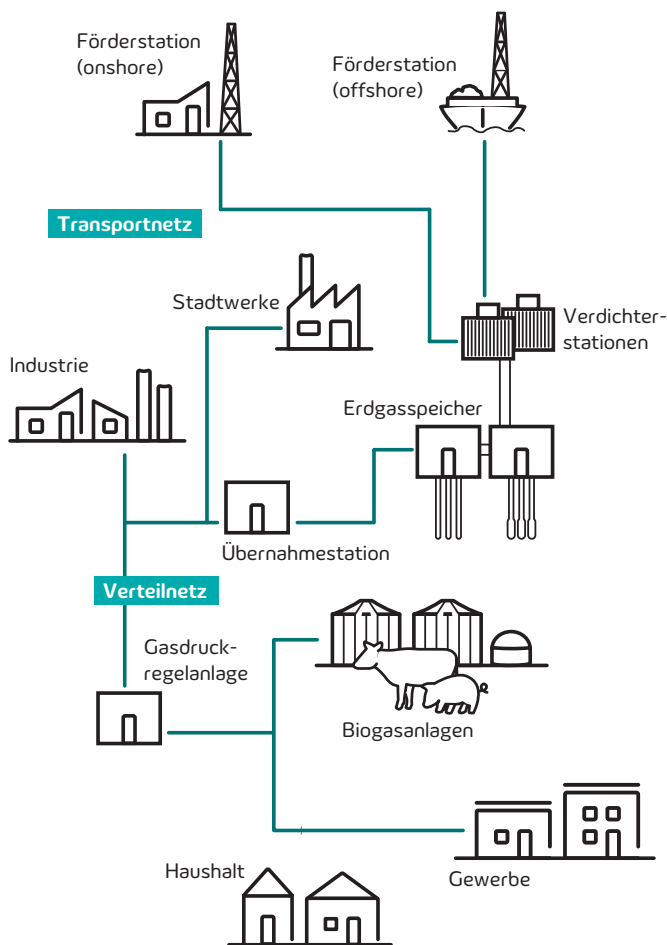 Förderstation
(onshore)
Förderstation
(offshore)
Transportnetz
Stadtwerke
Verdichter-
stationen
Industrie
Erdgasspeicher
Übernahmestation
Verteilnetz
Gasdruck-
regelanlage
Biogasanlagen
Haushalt
Gewerbe